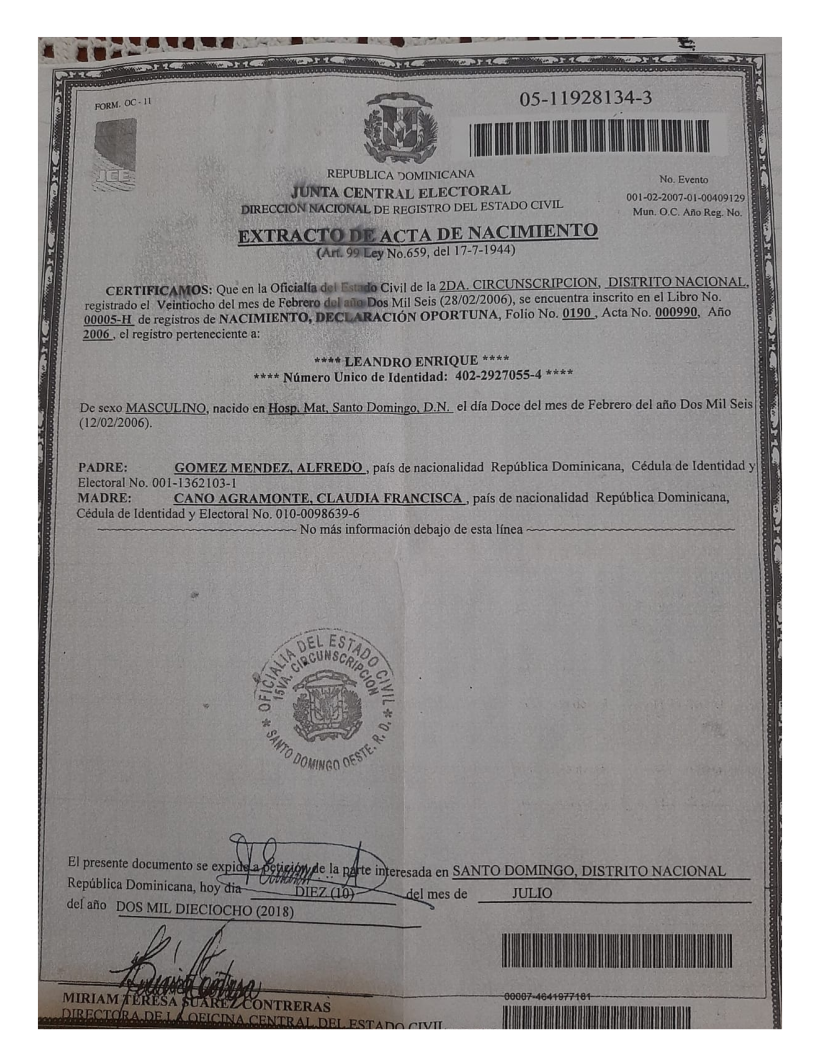 FORM. OC - 11
05-11928134-3
JCE
REPUBLICA DOMINICANA
JUNTA CENTRAL ELECTORAL
DIRECCIÓN NACIONAL DE REGISTRO DEL ESTADO CIVIL
No. Evento
001-02-2007-01-00409129
Mun. O.C. Año Reg. No.
EXTRACTO DE ACTA DE NACIMIENTO
(Art. 99 Ley No.659, del 17-7-1944)
CERTIFICAMOS: Que en la Oficialía del Estado Civil de la 2DA. CIRCUNSCRIPCION, DISTRITO NACIONAL,
registrado el Veintiocho del mes de Febrero del año Dos Mil Seis (28/02/2006), se encuentra inscrito en el Libro No.
00005-H de registros de NACIMIENTO, DECLARACIÓN OPORTUNA, Folio No. 0190 , Acta No. 000990, Año
2006 , el registro perteneciente a:
**** LEANDRO ENRIQUE ****
**** Número Unico de Identidad: 402-2927055-4 ****
De sexo MASCULINO, nacido en Hosp. Mat. Santo Domingo, D.N. el día Doce del mes de Febrero del año Dos Mil Seis
(12/02/2006).
PADRE: GOMEZ MENDEZ, ALFREDO , país de nacionalidad República Dominicana, Cédula de Identidad y
Electoral No. 001-1362103-1
MADRE: CANO AGRAMONTE, CLAUDIA FRANCISCA , país de nacionalidad República Dominicana,
Cédula de Identidad y Electoral No. 010-0098639-6
No más información debajo de esta línea
OFICIALIA DEL ESTADO CIVIL
15VA. CIRCUNSCRIPCION
* SANTO DOMINGO OESTE, R. D. *
El presente documento se expide a petición de la parte interesada en SANTO DOMINGO, DISTRITO NACIONAL
República Dominicana, hoy día DIEZ (10) del mes de JULIO
del año DOS MIL DIECIOCHO (2018)
MIRIAM TERESA SUAREZ CONTRERAS
DIRECTORA DE LA OFICINA CENTRAL DEL ESTADO CIVIL
00007-4641977161